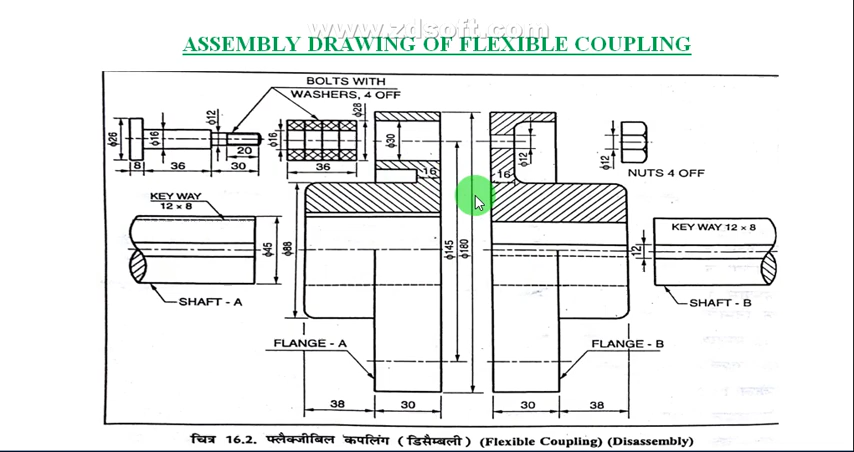 www.zdsoft.com
ASSEMBLY DRAWING OF FLEXIBLE COUPLING
BOLTS WITH
WASHERS, 4 OFF
ϕ26
ϕ16
ϕ12
20
8
36
30
ϕ16
ϕ28
36
ϕ30
16
16
ϕ12
ϕ12
NUTS 4 OFF
KEY WAY
12 × 8
ϕ45
ϕ88
ϕ145
ϕ180
12
KEY WAY 12 × 8
SHAFT - A
SHAFT - B
FLANGE - A
FLANGE - B
38
30
30
38
चित्र 16.2. फ्लैक्जीबिल कपलिंग ( डिसैम्बली ) (Flexible Coupling) (Disassembly)